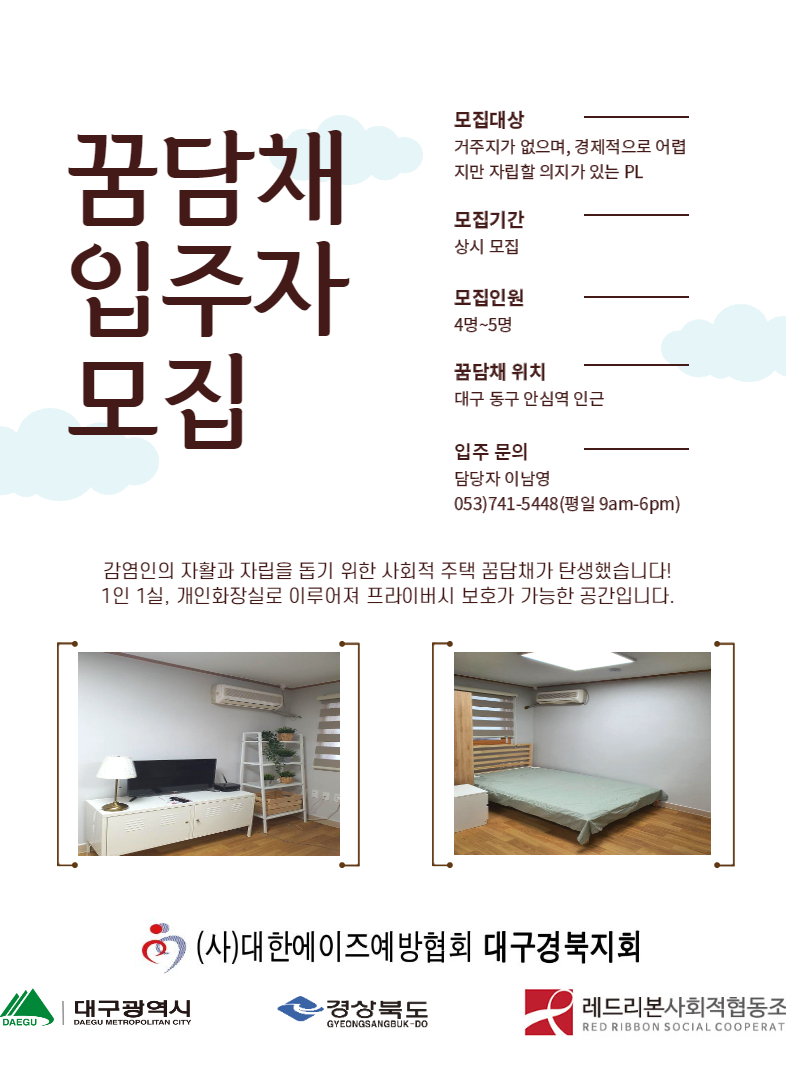 꿈담채
입주자
모집
모집대상
거주지가 없으며, 경제적으로 어렵
지만 자립할 의지가 있는 PL
모집기간
상시 모집
모집인원
4명~5명
꿈담채 위치
대구 동구 안심역 인근
입주 문의
담당자 이남영
053)741-5448(평일 9am-6pm)
감염인의 자활과 자립을 돕기 위한 사회적 주택 꿈담채가 탄생했습니다!
1인 1실, 개인화장실로 이루어져 프라이버시 보호가 가능한 공간입니다.
(사)대한에이즈예방협회 대구경북지회
DAEGU
대구광역시
DAEGU METROPOLITAN CITY
경상북도
GYEONGSANGBUK-DO
레드리본사회적협동조
RED RIBBON SOCIAL COOPERAT